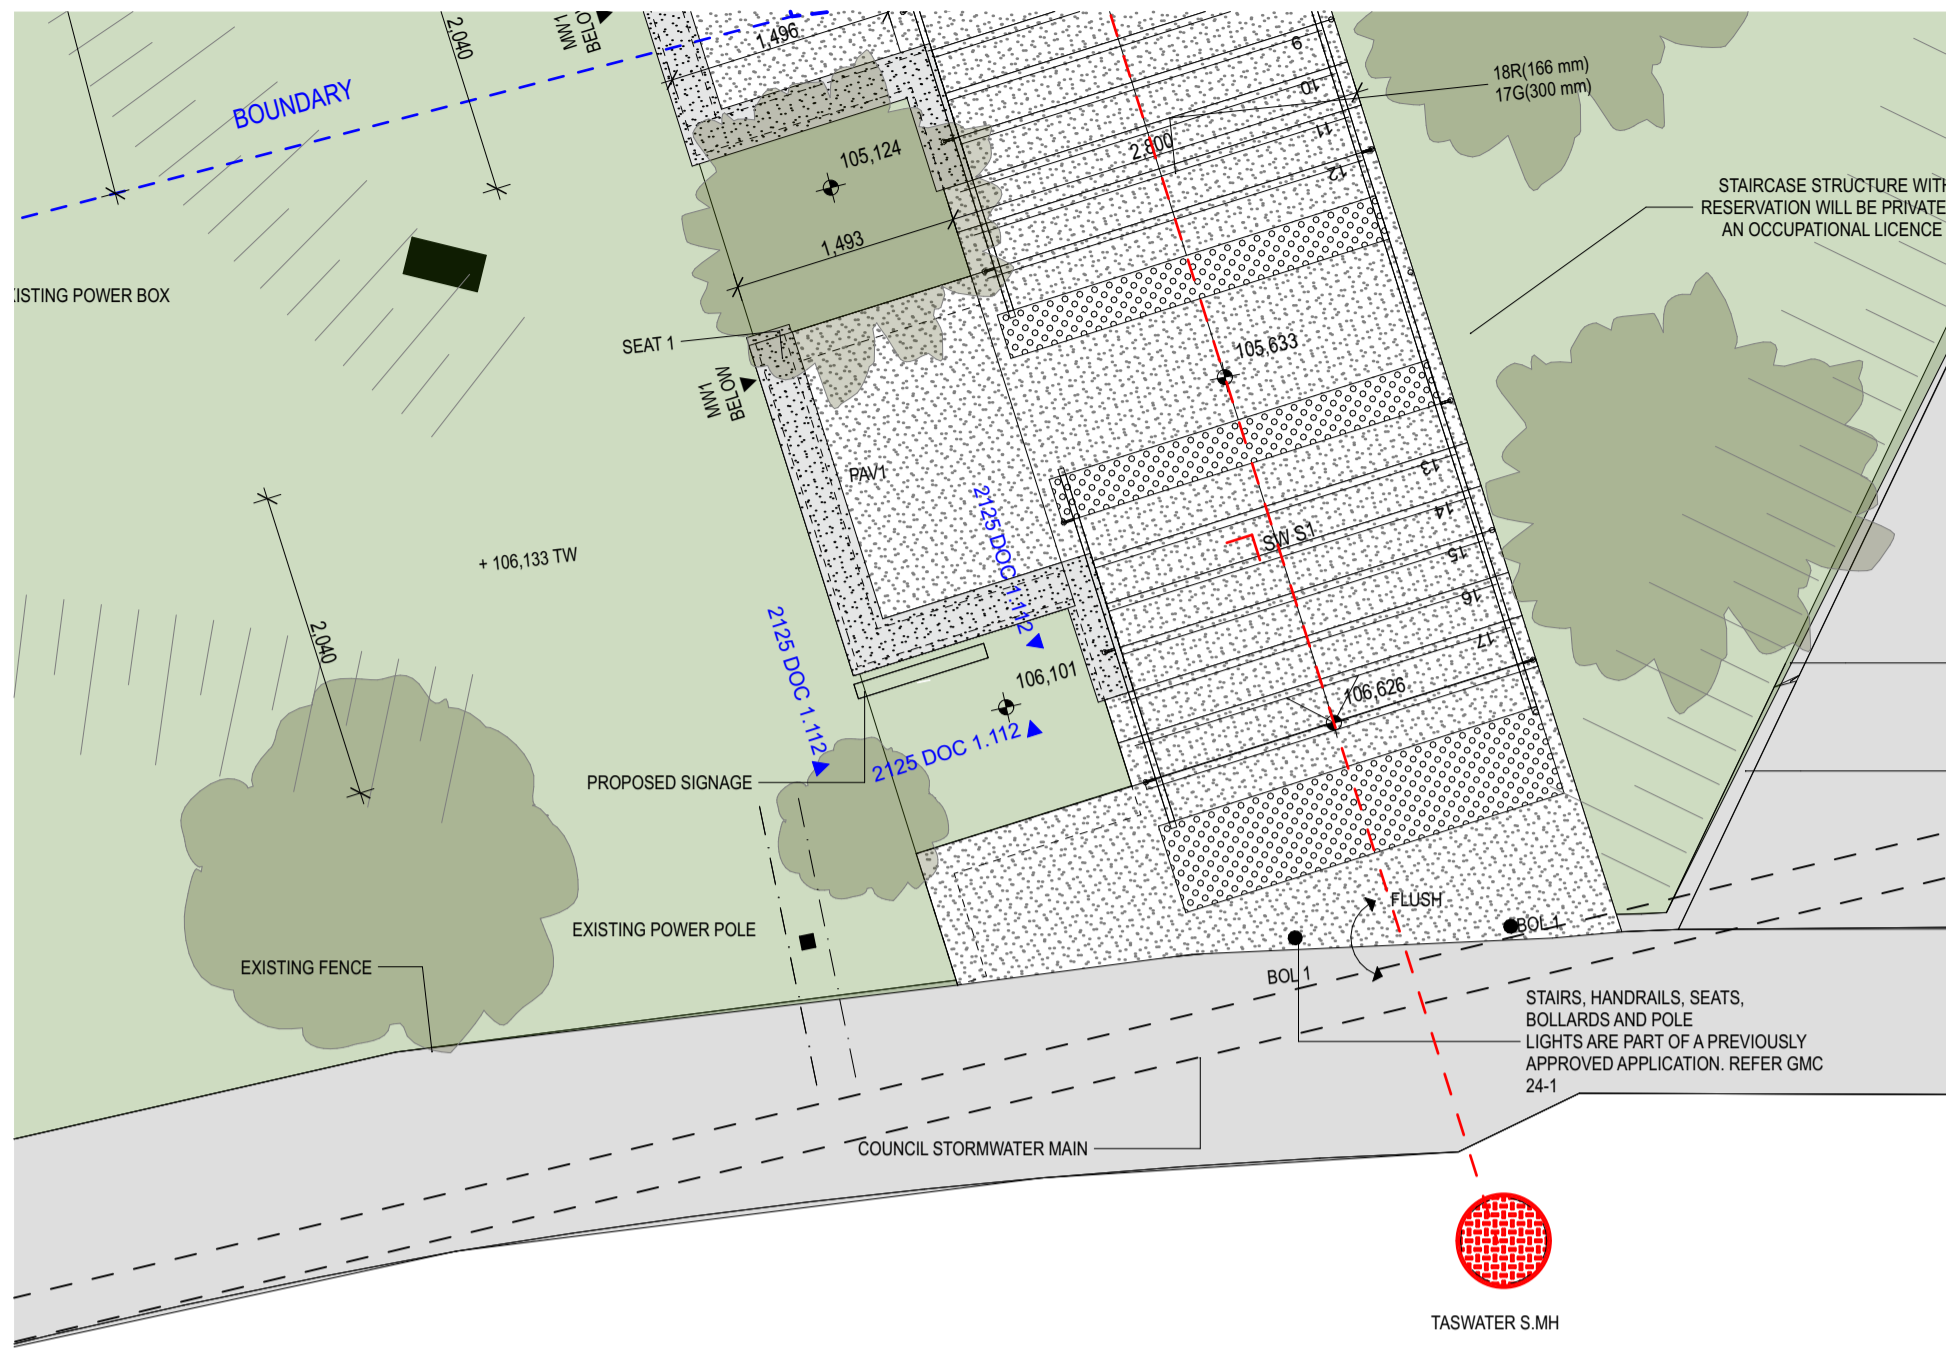 2.040
2.040
MW1
BELO
1,496
BOUNDARY
9
10
11
12
18R(166 mm)
17G(300 mm)
2,800
105,124
1,493
STAIRCASE STRUCTURE WITH
RESERVATION WILL BE PRIVATE
AN OCCUPATIONAL LICENCE
XISTING POWER BOX
SEAT 1
MW1
BELOW
105,633
PAV1
13
14
15
16
17
2125 DOC 1.112
SW S1
+ 106,133 TW
2125 DOC 1.112
106,101
106,626
2125 DOC 1.112
PROPOSED SIGNAGE
FLUSH
BOL 1
EXISTING POWER POLE
EXISTING FENCE
BOL 1
STAIRS, HANDRAILS, SEATS,
BOLLARDS AND POLE
LIGHTS ARE PART OF A PREVIOUSLY
APPROVED APPLICATION. REFER GMC
24-1
COUNCIL STORMWATER MAIN
TASWATER S.MH